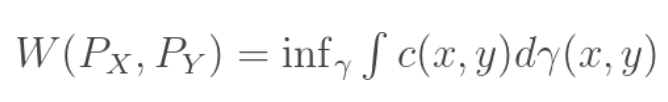 W(P_X, P_Y) = inf_γ ∫ c(x, y)dγ(x, y)